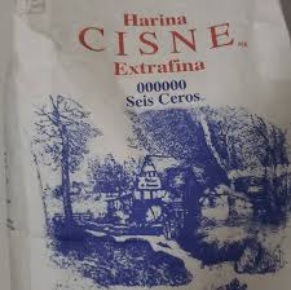 Harina
CISNE
Extrafina
000000
Seis Ceros